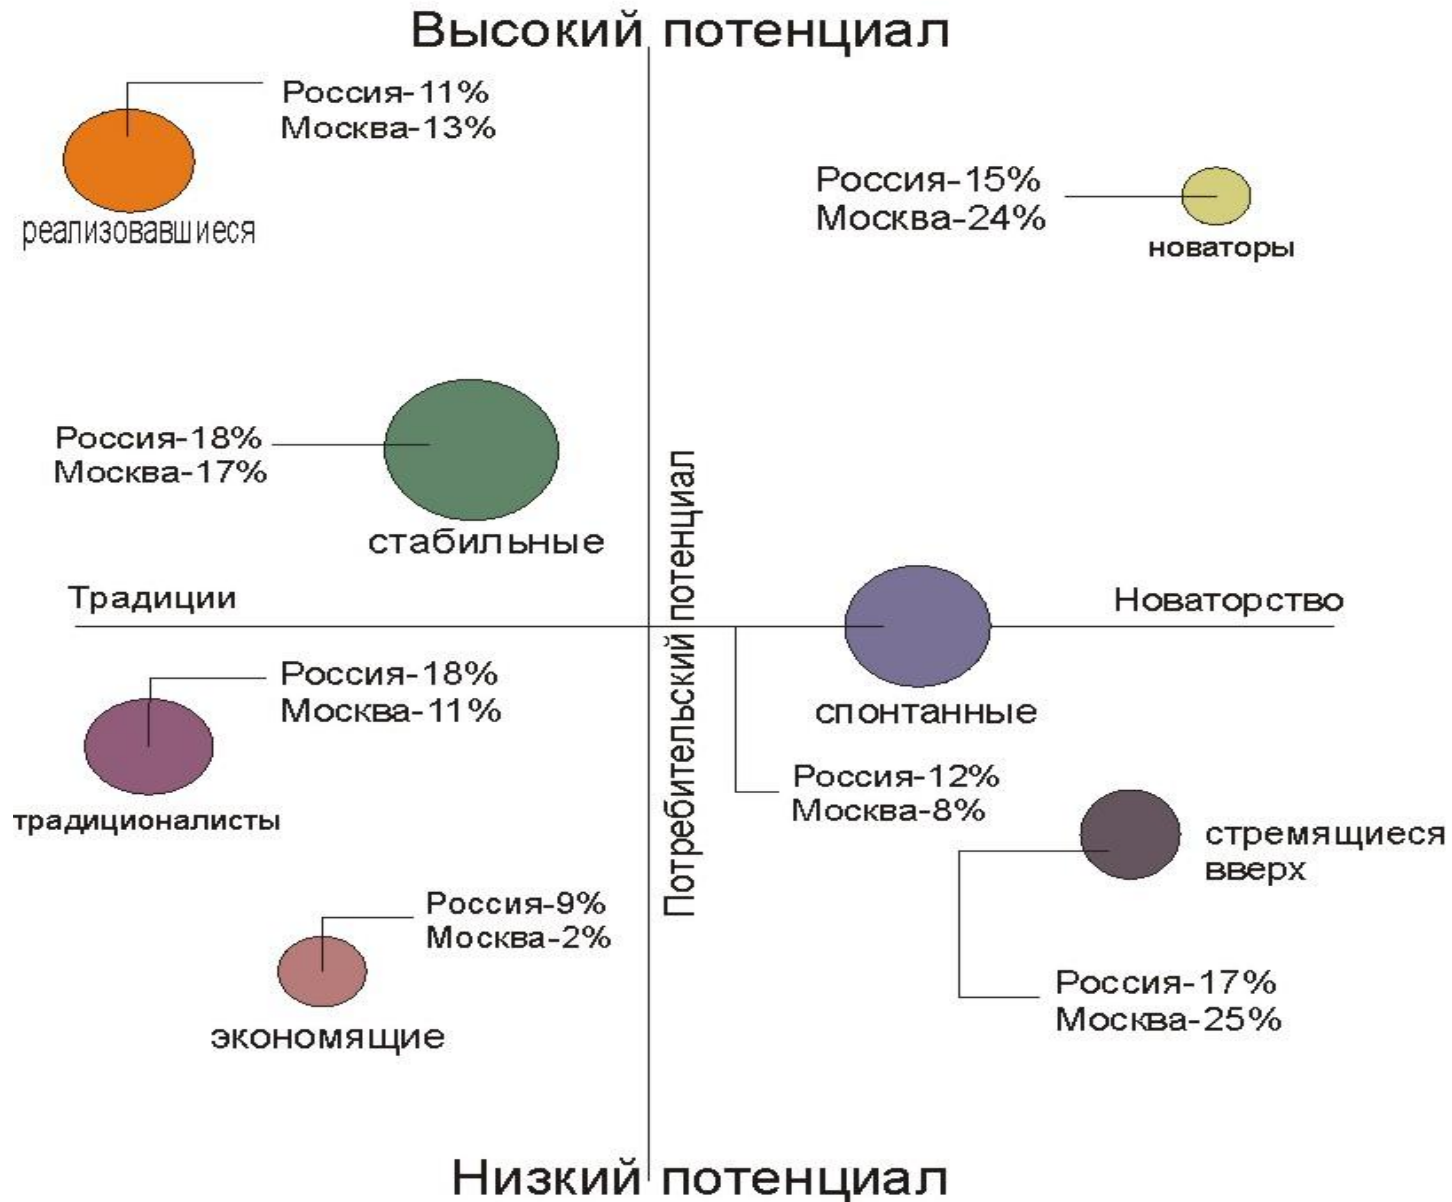 Высокий потенциал
Россия-11%
Москва-13%
реализовавшиеся
Россия-15%
Москва-24%
новаторы
Россия-18%
Москва-17%
стабильные
Потребительский потенциал
Традиции
Новаторство
Россия-18%
Москва-11%
традиционалисты
спонтанные
Россия-12%
Москва-8%
стремящиеся
вверх
Россия-9%
Москва-2%
экономящие
Россия-17%
Москва-25%
Низкий потенциал